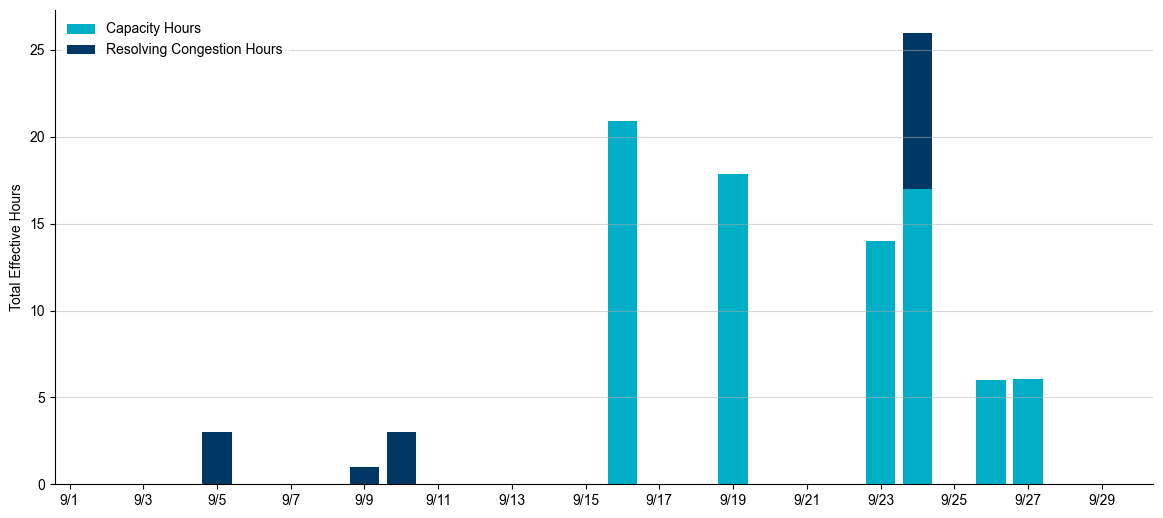 Capacity Hours
Resolving Congestion Hours
Total Effective Hours
25
20
15
10
5
0
9/1 9/3 9/5 9/7 9/9 9/11 9/13 9/15 9/17 9/19 9/21 9/23 9/25 9/27 9/29